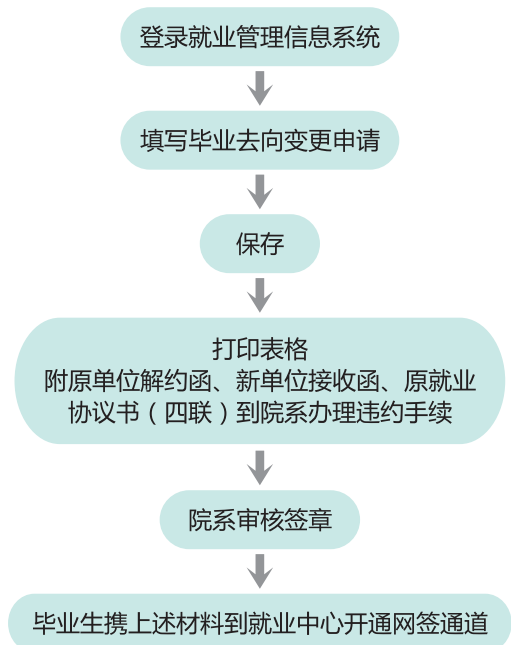 登录就业管理信息系统
填写毕业去向变更申请
保存
打印表格
附原单位解约函、新单位接收函、原就业
协议书（四联）到院系办理违约手续
院系审核签章
毕业生携上述材料到就业中心开通网签通道